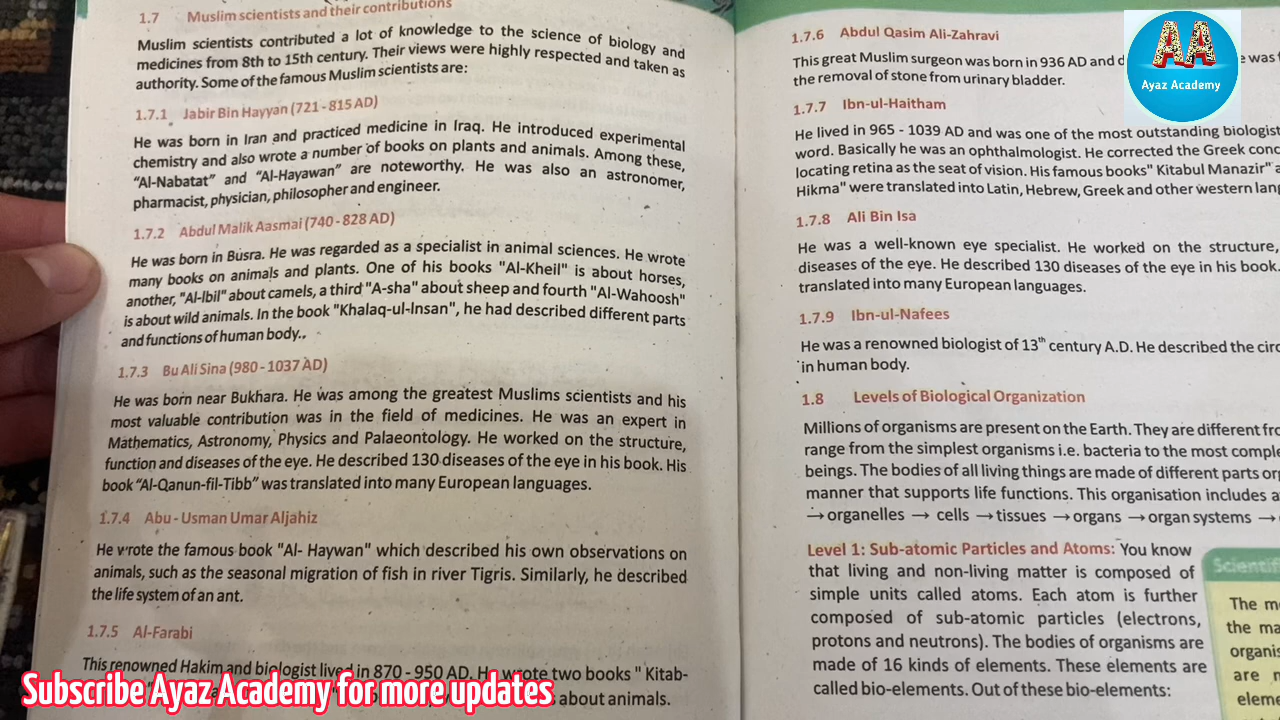 1.7 Muslim scientists and their contributions
Muslim scientists contributed a lot of knowledge to the science of biology and
medicines from 8th to 15th century. Their views were highly respected and taken as
authority. Some of the famous Muslim scientists are:
1.7.1 Jabir Bin Hayyan (721 - 815 AD)
He was born in Iran and practiced medicine in Iraq. He introduced experimental
chemistry and also wrote a number of books on plants and animals. Among these,
"Al-Nabatat" and "Al-Hayawan" are noteworthy. He was also an astronomer,
pharmacist, physician, philosopher and engineer.
1.7.2 Abdul Malik Aasmai (740 - 828 AD)
He was born in Busra. He was regarded as a specialist in animal sciences. He wrote
many books on animals and plants. One of his books "Al-Kheil" is about horses,
another, "Al-Ibil" about camels, a third "A-sha" about sheep and fourth "Al-Wahoosh"
is about wild animals. In the book "Khalaq-ul-Insan", he had described different parts
and functions of human body..
1.7.3 Bu Ali Sina (980 - 1037 AD)
He was born near Bukhara. He was among the greatest Muslims scientists and his
most valuable contribution was in the field of medicines. He was an expert in
Mathematics, Astronomy, Physics and Palaeontology. He worked on the structure,
function and diseases of the eye. He described 130 diseases of the eye in his book. His
book "Al-Qanun-fil-Tibb" was translated into many European languages.
1.7.4 Abu - Usman Umar Aljahiz
He wrote the famous book "Al- Haywan" which described his own observations on
animals, such as the seasonal migration of fish in river Tigris. Similarly, he described
the life system of an ant.
1.7.5 Al-Farabi
This renowned Hakim and biologist lived in 870 - 950 AD. He wrote two books " Kitab-
about animals.
1.7.6 Abdul Qasim Ali-Zahravi
This great Muslim surgeon was born in 936 AD and was
the removal of stone from urinary bladder.
1.7.7 Ibn-ul-Haitham
He lived in 965 - 1039 AD and was one of the most outstanding biologist
word. Basically he was an ophthalmologist. He corrected the Greek
locating retina as the seat of vision. His famous books" Kitabul Manazir"
Hikma" were translated into Latin, Hebrew, Greek and other western
1.7.8 Ali Bin Isa
He was a well-known eye specialist. He worked on the structure,
diseases of the eye. He described 130 diseases of the eye in his book.
translated into many European languages.
1.7.9 Ibn-ul-Nafees
He was a renowned biologist of 13th century A.D. He described the
in human body.
1.8 Levels of Biological Organization
Millions of organisms are present on the Earth. They are different
range from the simplest organisms i.e. bacteria to the most
beings. The bodies of all living things are made of different parts
manner that supports life functions. This organisation includes
→ organelles → cells → tissues → organs → organ systems →
Level 1: Sub-atomic Particles and Atoms: You know
that living and non-living matter is composed of
simple units called atoms. Each atom is further
composed of sub-atomic particles (electrons,
protons and neutrons). The bodies of organisms are
made of 16 kinds of elements. These elements are
called bio-elements. Out of these bio-elements:
The
the
are
AA
Ayaz Academy
Subscribe Ayaz Academy for more updates